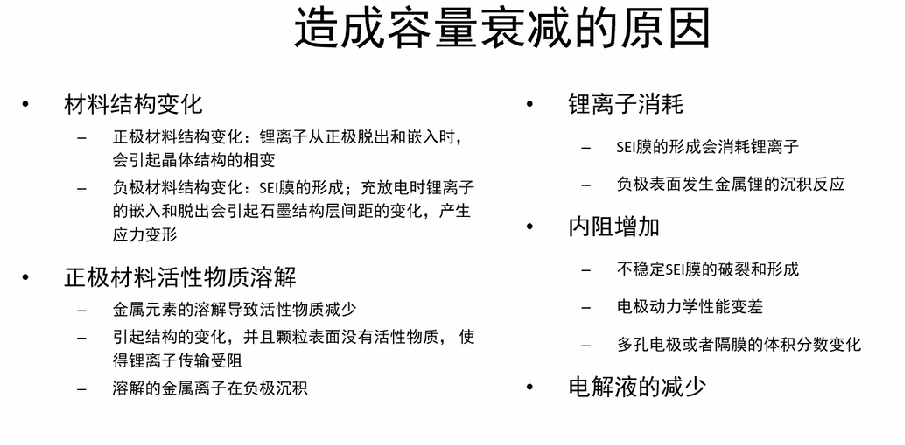 造成容量衰减的原因
• 材料结构变化
– 正极材料结构变化：锂离子从正极脱出和嵌入时，
会引起晶体结构的相变
– 负极材料结构变化：SEI膜的形成；充放电时锂离子
的嵌入和脱出会引起石墨结构层间距的变化，产生
应力变形
• 正极材料活性物质溶解
– 金属元素的溶解导致活性物质减少
– 引起结构的变化，并且颗粒表面没有活性物质，使
得锂离子传输受阻
– 溶解的金属离子在负极沉积
• 锂离子消耗
– SEI膜的形成会消耗锂离子
– 负极表面发生金属锂的沉积反应
• 内阻增加
– 不稳定SEI膜的破裂和形成
– 电极动力学性能变差
– 多孔电极或者隔膜的体积分数变化
• 电解液的减少